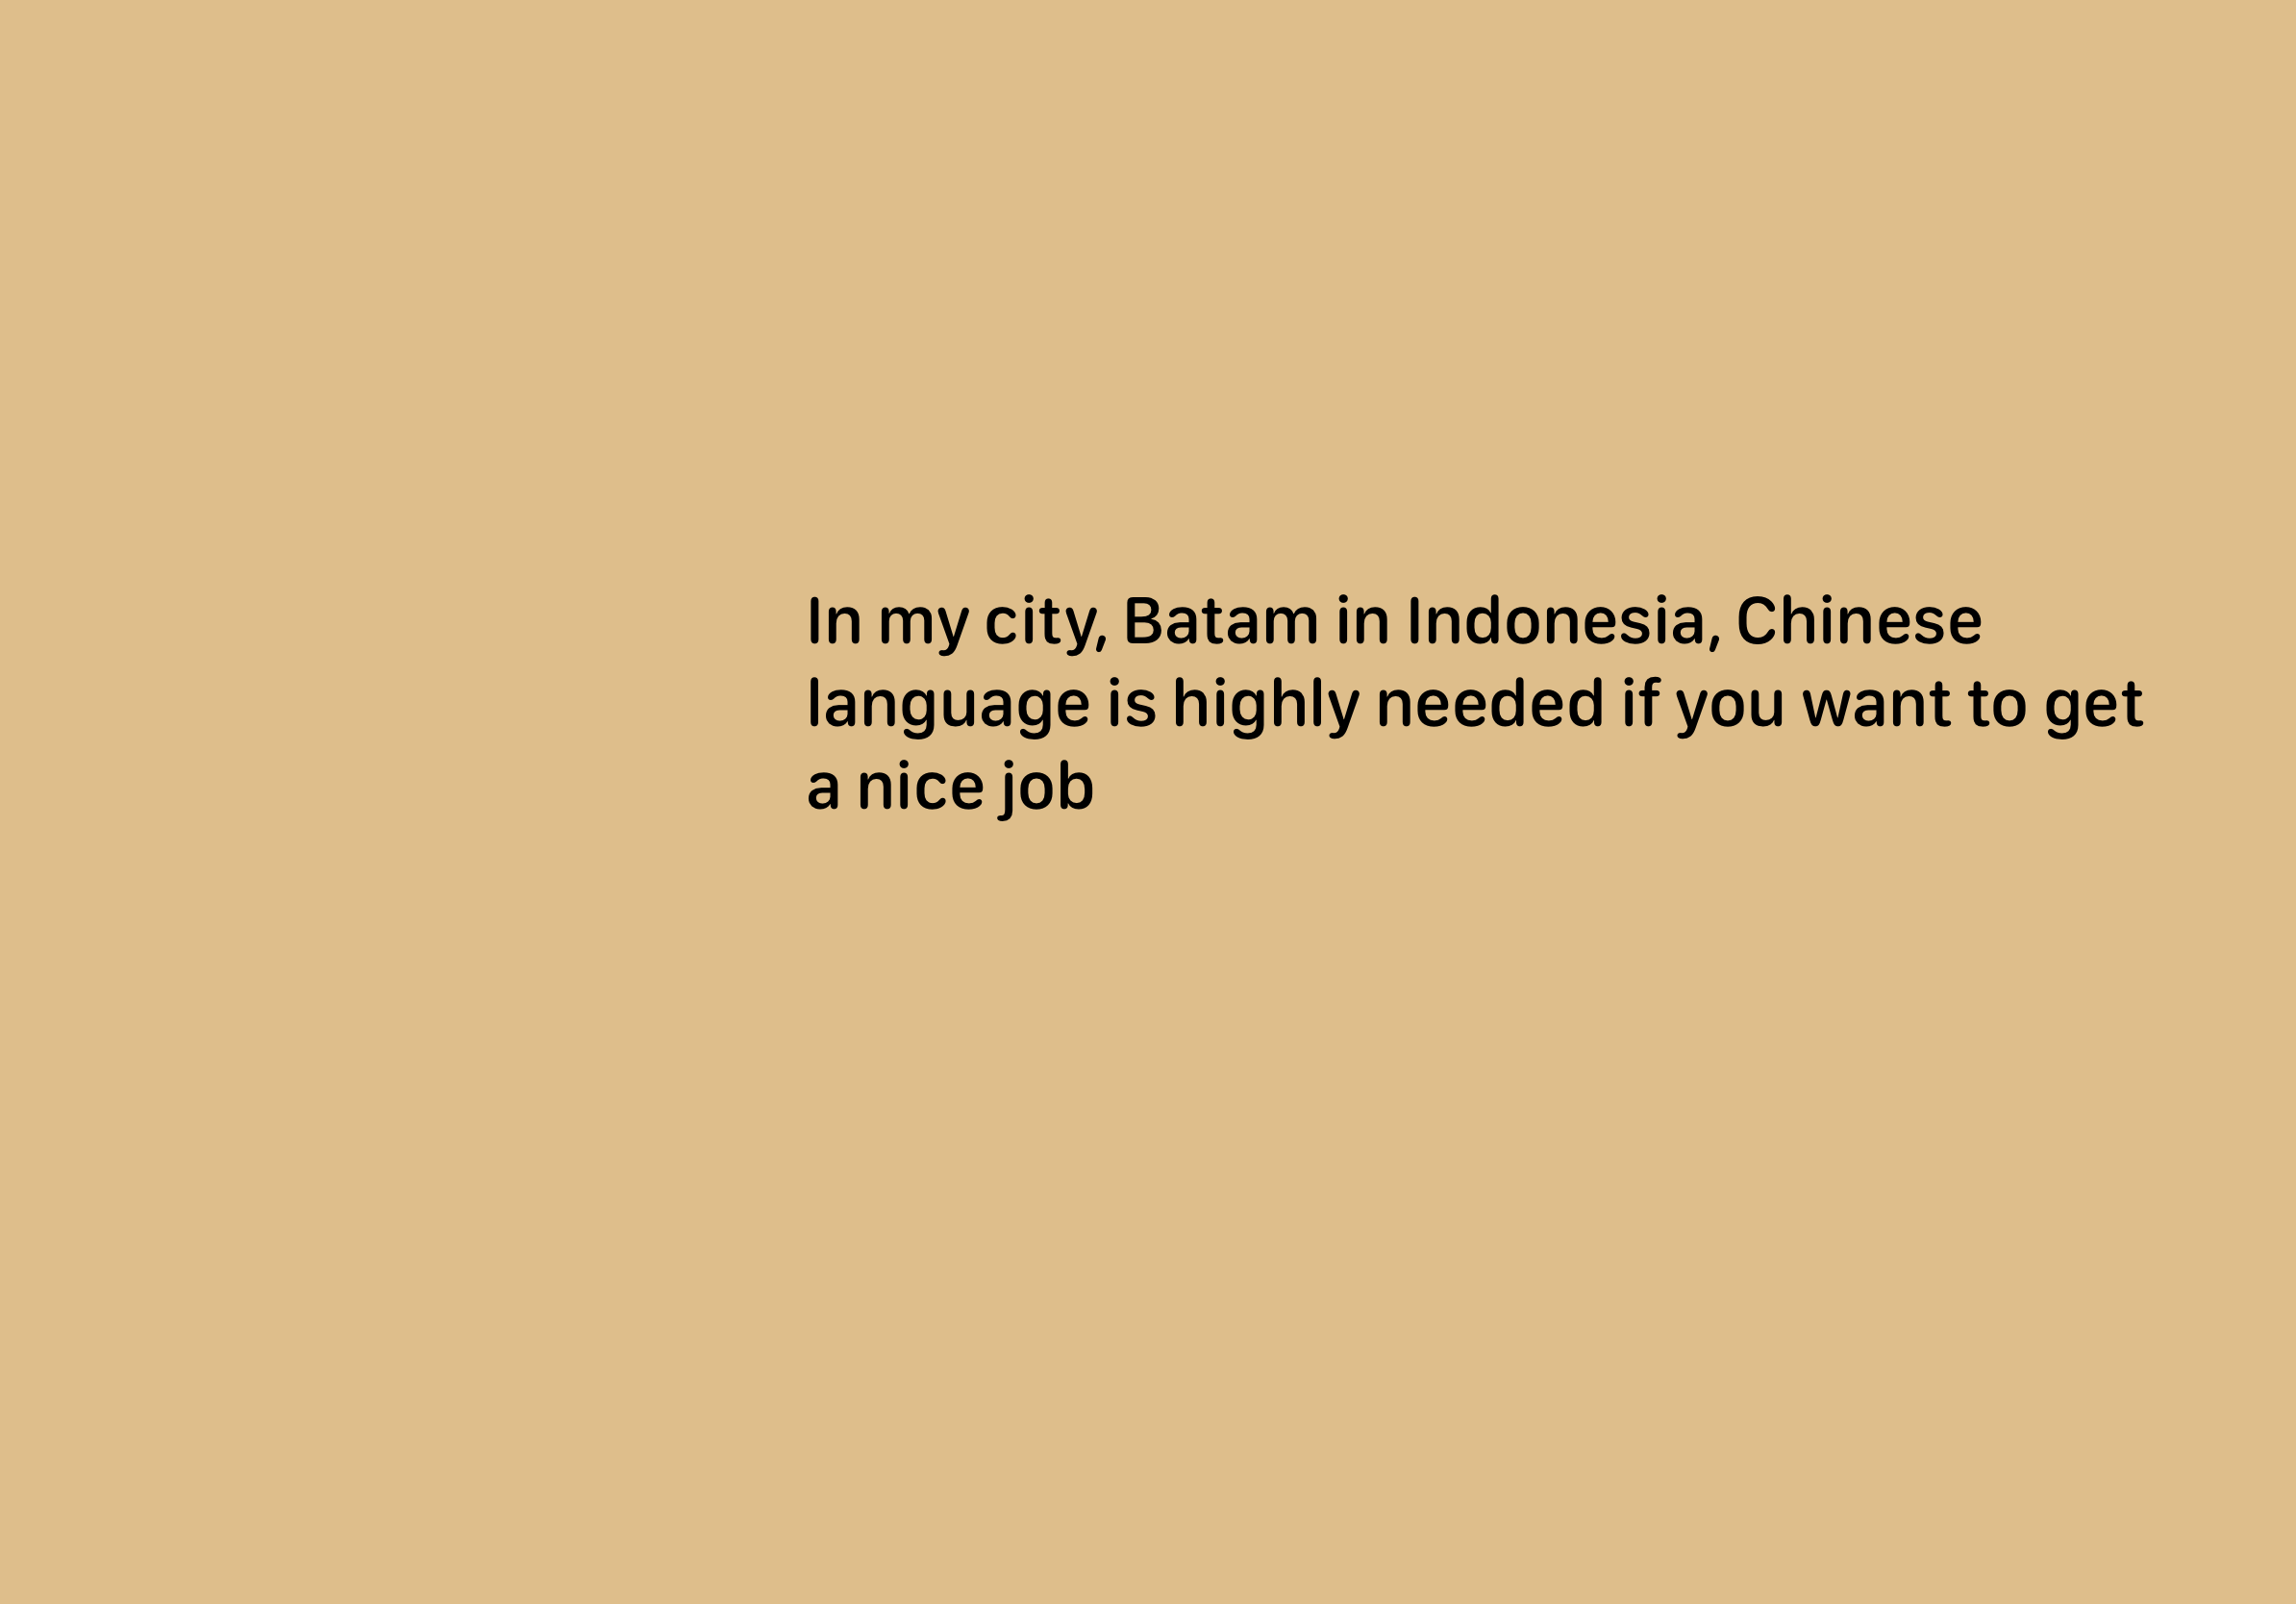 In my city, Batam in Indonesia, Chinese
language is highly needed if you want to get
a nice job